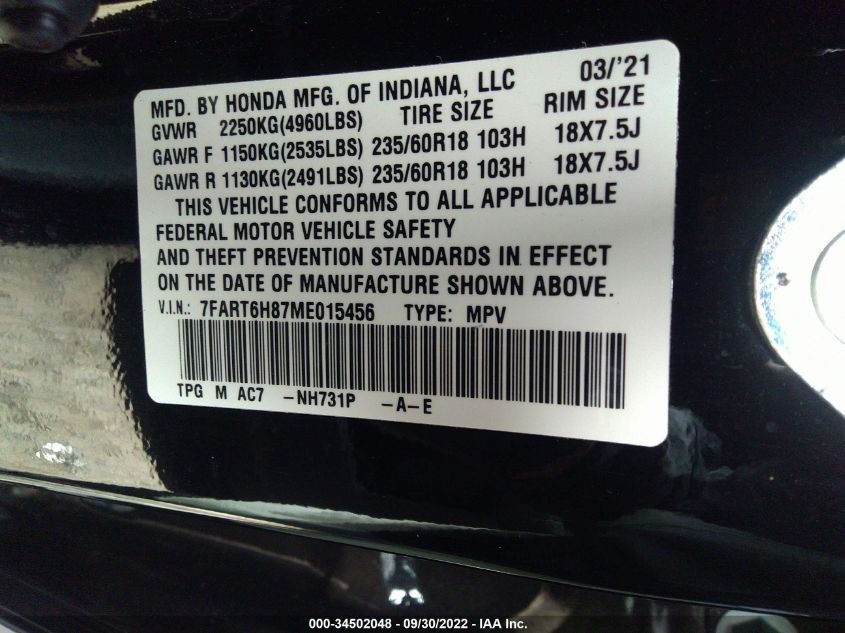 MFD. BY HONDA MFG. OF INDIANA, LLC 03/'21
GVWR 2250KG(4960LBS) TIRE SIZE RIM SIZE
GAWR F 1150KG(2535LBS) 235/60R18 103H 18X7.5J
GAWR R 1130KG(2491LBS) 235/60R18 103H 18X7.5J
THIS VEHICLE CONFORMS TO ALL APPLICABLE
FEDERAL MOTOR VEHICLE SAFETY
AND THEFT PREVENTION STANDARDS IN EFFECT
ON THE DATE OF MANUFACTURE SHOWN ABOVE.
V.I.N.: 7FART6H87ME015456 TYPE: MPV
TPG M AC7 -NH731P -A-E
000-34502048 - 09/30/2022 - IAA Inc.